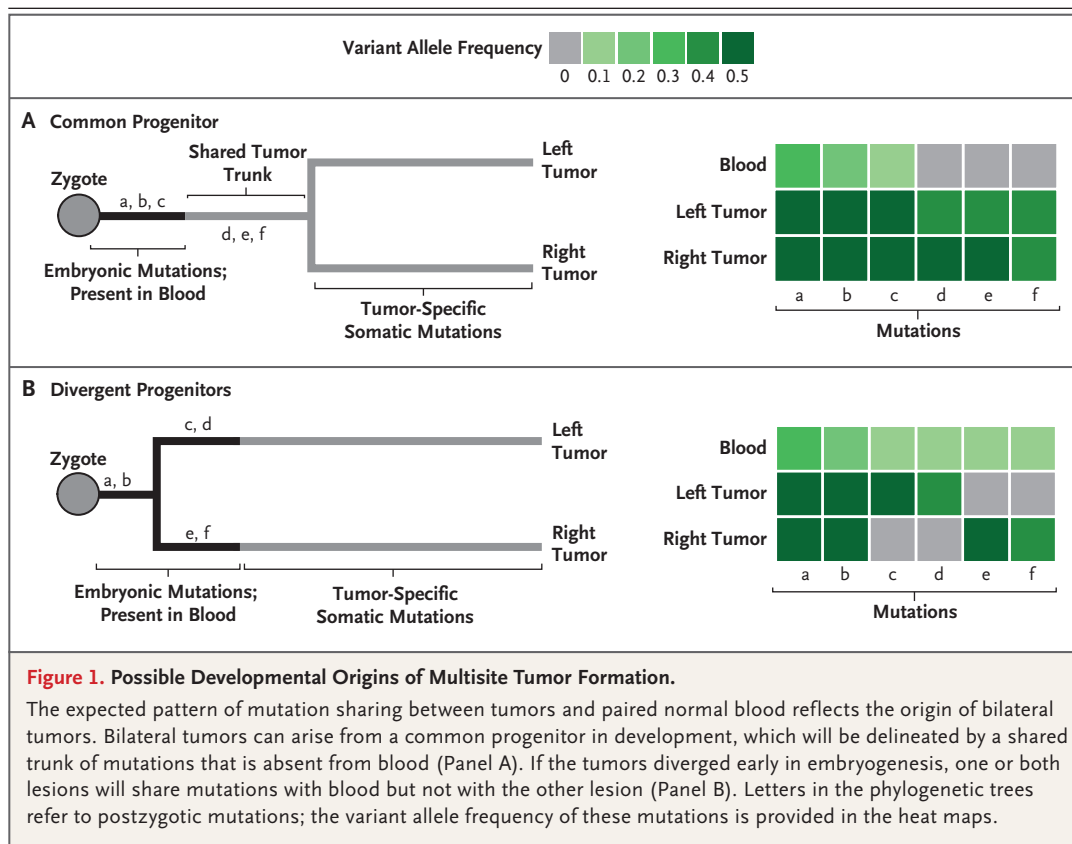 Variant Allele Frequency
0 0.1 0.2 0.3 0.4 0.5
A Common Progenitor
Shared Tumor
Trunk
Zygote
a, b, c
d, e, f
Left
Tumor
Right
Tumor
Embryonic Mutations;
Present in Blood
Tumor-Specific
Somatic Mutations
Blood
Left Tumor
Right Tumor
a b c d e f
Mutations
B Divergent Progenitors
Zygote
a, b
c, d
e, f
Left
Tumor
Right
Tumor
Embryonic Mutations;
Present in Blood
Tumor-Specific
Somatic Mutations
Blood
Left Tumor
Right Tumor
a b c d e f
Mutations
Figure 1. Possible Developmental Origins of Multisite Tumor Formation.
The expected pattern of mutation sharing between tumors and paired normal blood reflects the origin of bilateral
tumors. Bilateral tumors can arise from a common progenitor in development, which will be delineated by a shared
trunk of mutations that is absent from blood (Panel A). If the tumors diverged early in embryogenesis, one or both
lesions will share mutations with blood but not with the other lesion (Panel B). Letters in the phylogenetic trees
refer to postzygotic mutations; the variant allele frequency of these mutations is provided in the heat maps.